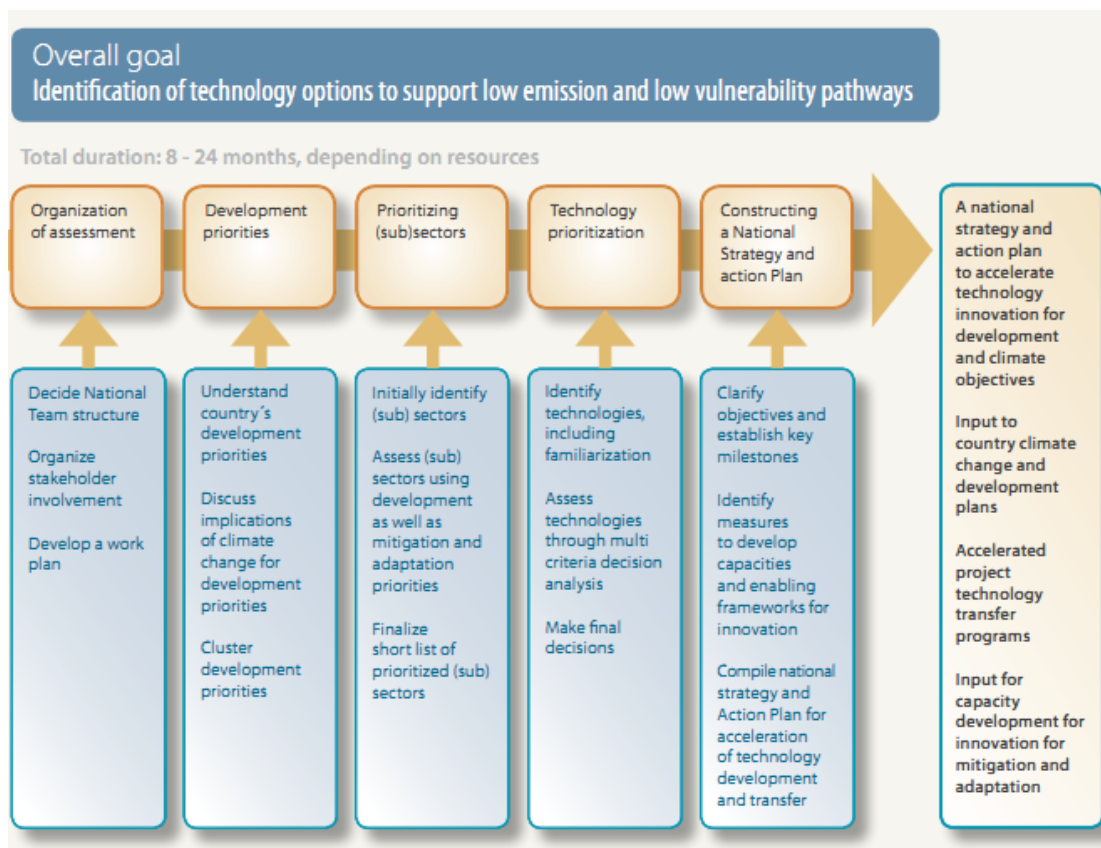 Overall goal
Identification of technology options to support low emission and low vulnerability pathways
Total duration: 8 - 24 months, depending on resources
Organization
of assessment
Development
priorities
Prioritizing
(sub)sectors
Technology
prioritization
Constructing
a National
Strategy and
action Plan
Decide National
Team structure
Organize
stakeholder
involvement
Develop a work
plan
Understand
country´s
development
priorities
Discuss
implications
of climate
change for
development
priorities
Cluster
development
priorities
Initially identify
(sub) sectors
Assess (sub)
sectors using
development
as well as
mitigation and
adaptation
priorities
Finalize
short list of
prioritized (sub)
sectors
Identify
technologies,
including
familiarization
Assess
technologies
through multi
criteria decision
analysis
Make final
decisions
Clarify
objectives and
establish key
milestones
Identify
measures
to develop
capacities
and enabling
frameworks for
innovation
Compile national
strategy and
Action Plan for
acceleration
of technology
development
and transfer
A national
strategy and
action plan
to accelerate
technology
innovation for
development
and climate
objectives
Input to
country climate
change and
development
plans
Accelerated
project
technology
transfer
programs
Input for
capacity
development for
innovation for
mitigation and
adaptation